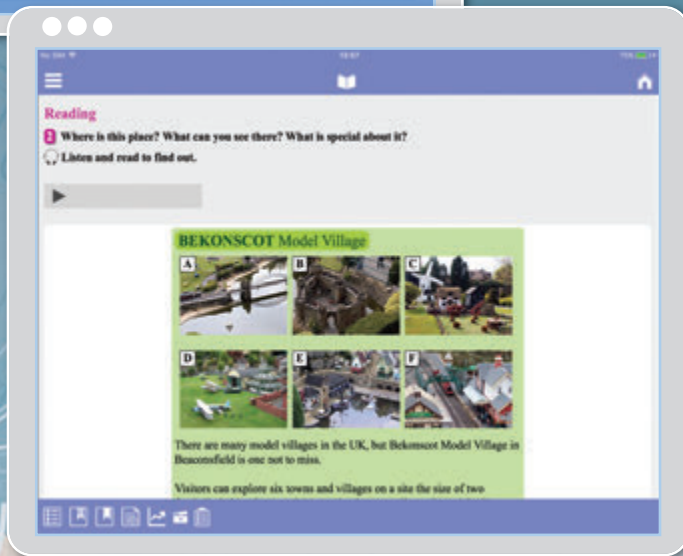 Reading
2 Where is this place? What can you see there? What is special about it?
Listen and read to find out.
BEKONSCOT Model Village
A
B
C
D
E
F
There are many model villages in the UK, but Bekonscot Model Village in
Beaconsfield is one not to miss.
Visitors can explore six towns and villages on a site the size of two